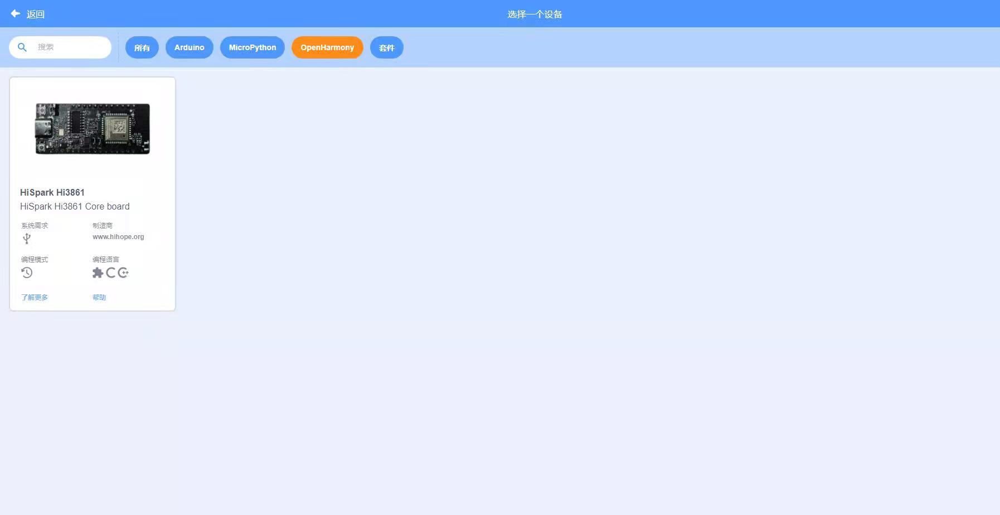 返回
选择一个设备
搜索
所有
Arduino
MicroPython
OpenHarmony
套件
HiSpark Hi3861
HiSpark Hi3861 Core board
系统需求
制造商
www.hihope.org
编程模式
编程语言
了解更多
帮助